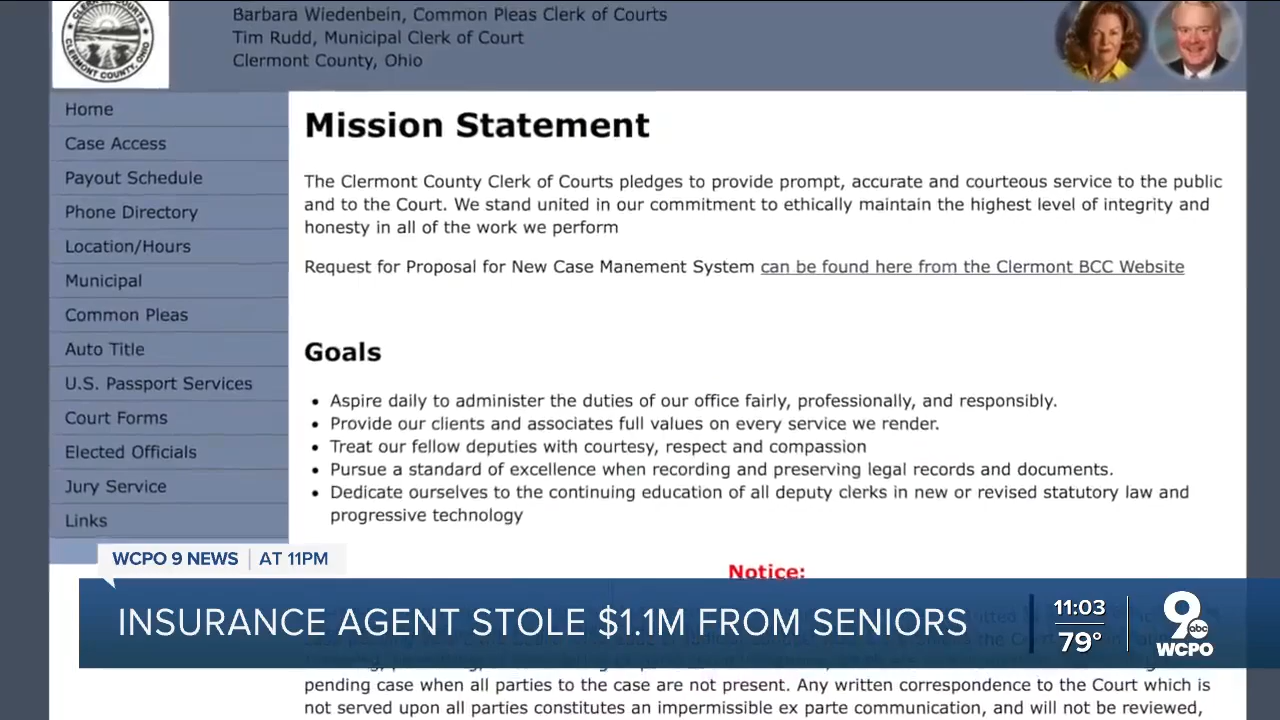 CLERMONT COUNTY, OHIO
Barbara Wiedenbein, Common Pleas Clerk of Courts
Tim Rudd, Municipal Clerk of Court
Clermont County, Ohio
Home
Case Access
Payout Schedule
Phone Directory
Location/Hours
Municipal
Common Pleas
Auto Title
U.S. Passport Services
Court Forms
Elected Officials
Jury Service
Links
Mission Statement
The Clermont County Clerk of Courts pledges to provide prompt, accurate and courteous service to the public
and to the Court. We stand united in our commitment to ethically maintain the highest level of integrity and
honesty in all of the work we perform
Request for Proposal for New Case Manement System can be found here from the Clermont BCC Website
Goals
• Aspire daily to administer the duties of our office fairly, professionally, and responsibly.
• Provide our clients and associates full values on every service we render.
• Treat our fellow deputies with courtesy, respect and compassion
• Pursue a standard of excellence when recording and preserving legal records and documents.
• Dedicate ourselves to the continuing education of all deputy clerks in new or revised statutory law and
progressive technology
Notice:
WCPO 9 NEWS | AT 11PM
INSURANCE AGENT STOLE $1.1M FROM SENIORS
11:03
79°
9
abc
WCPO
pending case when all parties to the case are not present. Any written correspondence to the Court which is
not served upon all parties constitutes an impermissible ex parte communication, and will not be reviewed,